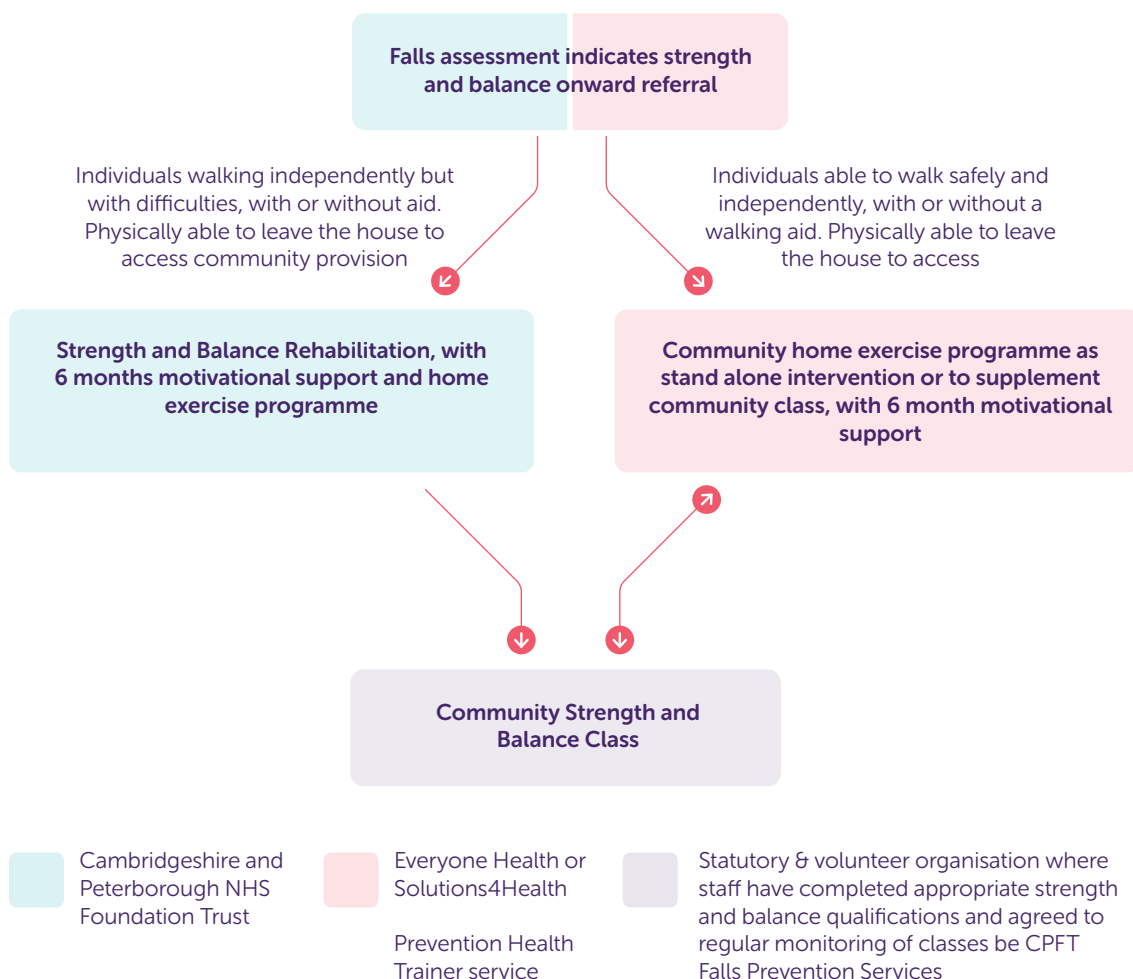 Falls assessment indicates strength
and balance onward referral
Individuals walking independently but
with difficulties, with or without aid.
Physically able to leave the house to
access community provision
Individuals able to walk safely and
independently, with or without a
walking aid. Physically able to leave
the house to access
Strength and Balance Rehabilitation, with
6 months motivational support and home
exercise programme
Community home exercise programme as
stand alone intervention or to supplement
community class, with 6 month motivational
support
Community Strength and
Balance Class
Cambridgeshire and
Peterborough NHS
Foundation Trust
Everyone Health or
Solutions4Health
Prevention Health
Trainer service
Statutory & volunteer organisation where
staff have completed appropriate strength
and balance qualifications and agreed to
regular monitoring of classes be CPFT
Falls Prevention Services